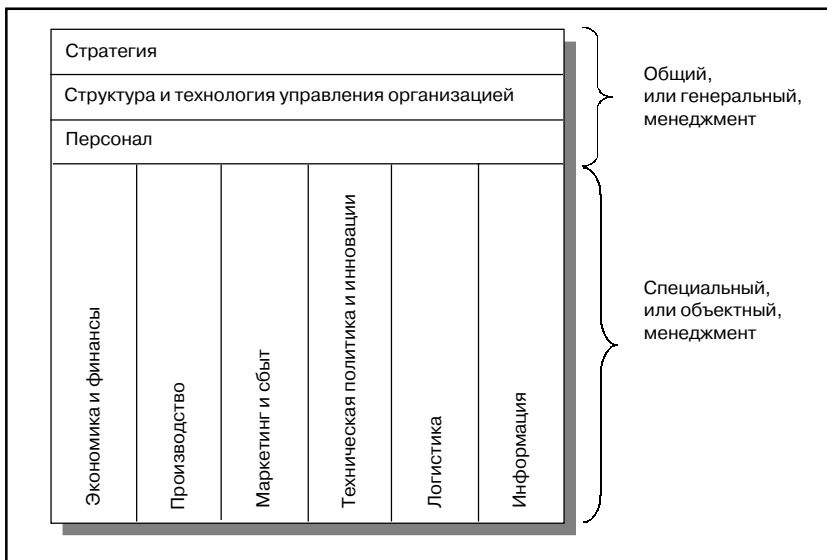 Стратегия
Структура и технология управления организацией
Персонал
Общий,
или генеральный,
менеджмент
Экономика и финансы
Производство
Маркетинг и сбыт
Техническая политика и инновации
Логистика
Информация
Специальный,
или объектный,
менеджмент